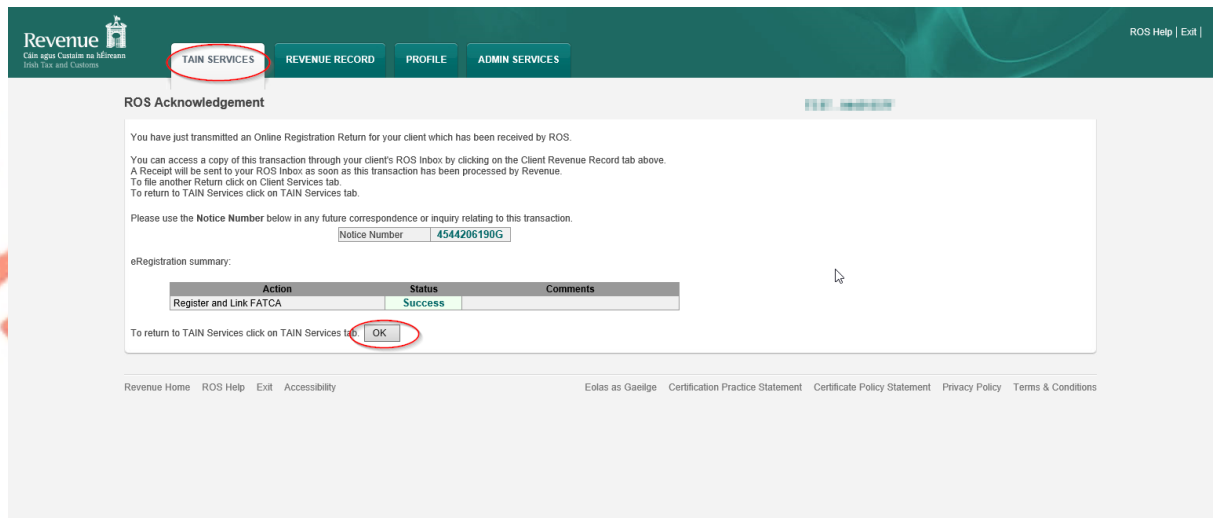 Revenue
Cáin agus Custaim na hÉireann
Irish Tax and Customs
ROS Help | Exit |
TAIN SERVICES
REVENUE RECORD
PROFILE
ADMIN SERVICES
ROS Acknowledgement
You have just transmitted an Online Registration Return for your client which has been received by ROS.
You can access a copy of this transaction through your client's ROS Inbox by clicking on the Client Revenue Record tab above.
A Receipt will be sent to your ROS Inbox as soon as this transaction has been processed by Revenue.
To file another Return click on Client Services tab.
To return to TAIN Services click on TAIN Services tab.
Please use the Notice Number below in any future correspondence or inquiry relating to this transaction.
Notice Number 4544206190G
eRegistration summary:
Action Status Comments
Register and Link FATCA Success
To return to TAIN Services click on TAIN Services tab. OK
Revenue Home ROS Help Exit Accessibility Eolas as Gaeilge Certification Practice Statement Certificate Policy Statement Privacy Policy Terms & Conditions